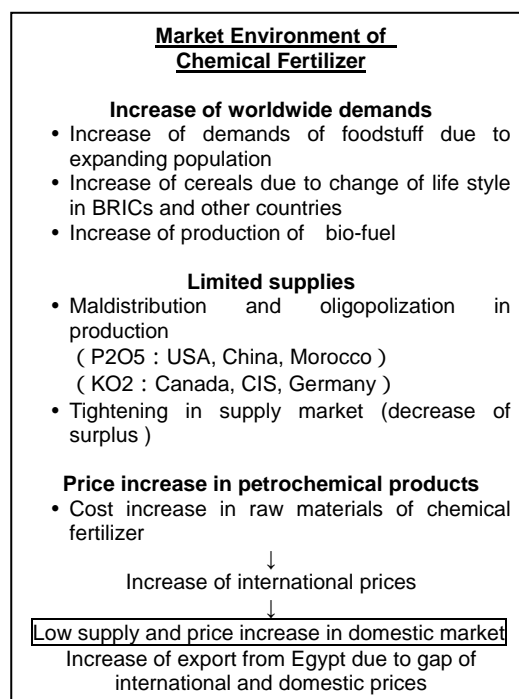 Market Environment of
Chemical Fertilizer
Increase of worldwide demands
• Increase of demands of foodstuff due to
expanding population
• Increase of cereals due to change of life style
in BRICs and other countries
• Increase of production of bio-fuel
Limited supplies
• Maldistribution and oligopolization in
production
( P2O5 : USA, China, Morocco )
( KO2 : Canada, CIS, Germany )
• Tightening in supply market (decrease of
surplus )
Price increase in petrochemical products
• Cost increase in raw materials of chemical
fertilizer
↓
Increase of international prices
↓
Low supply and price increase in domestic market
Increase of export from Egypt due to gap of
international and domestic prices